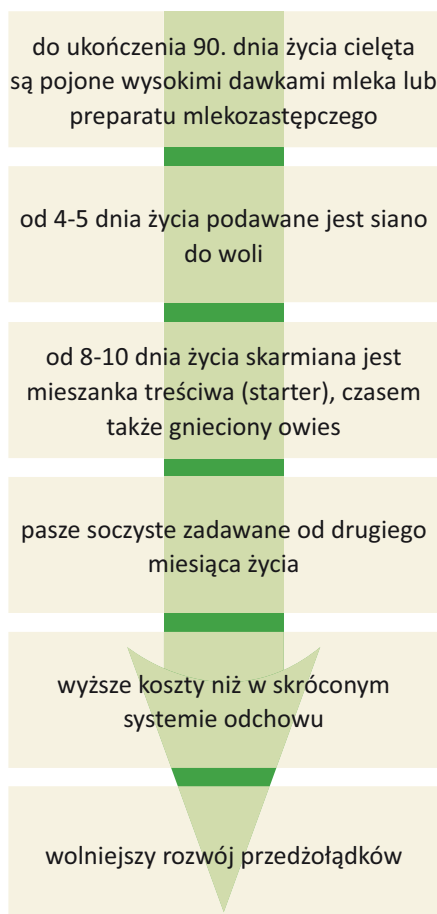 do ukończenia 90. dnia życia cielęta
są pojone wysokimi dawkami mleka lub
preparatu mlekozastępczego
od 4-5 dnia życia podawane jest siano
do woli
od 8-10 dnia życia skarmiana jest
mieszanka treściwa (starter), czasem
także gnieciony owies
pasze soczyste zadawane od drugiego
miesiąca życia
wyższe koszty niż w skróconym
systemie odchowu
wolniejszy rozwój przedżołądków